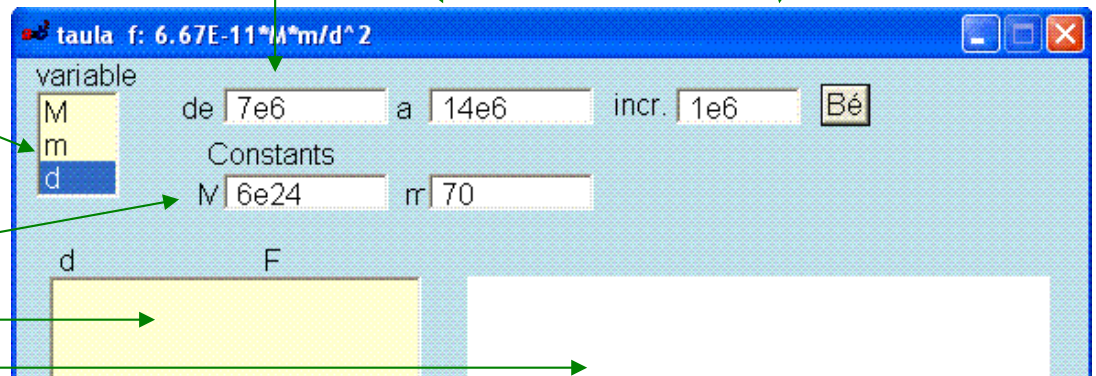 taula f: 6.67E-11*M*m/d^2
variable
de 7e6 a 14e6 incr. 1e6 Bé
M
m
d
Constants
M 6e24 m 70
d F